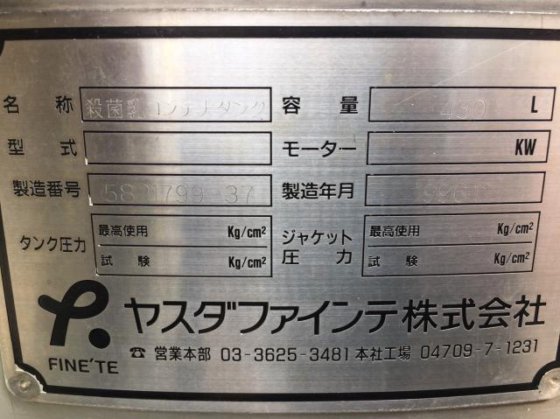 名称 殺菌乳コンテナタンク 容量 430 L
型式 モーター KW
製造番号 5821799-37 製造年月
タンク圧力 最高使用 Kg/cm² ジャケット圧力 最高使用 Kg/cm²
試験 Kg/cm² 試験 Kg/cm²
ヤスダファインテ株式会社
FINE'TE ☎ 営業本部 03-3625-3481 本社工場 04709-7-1231